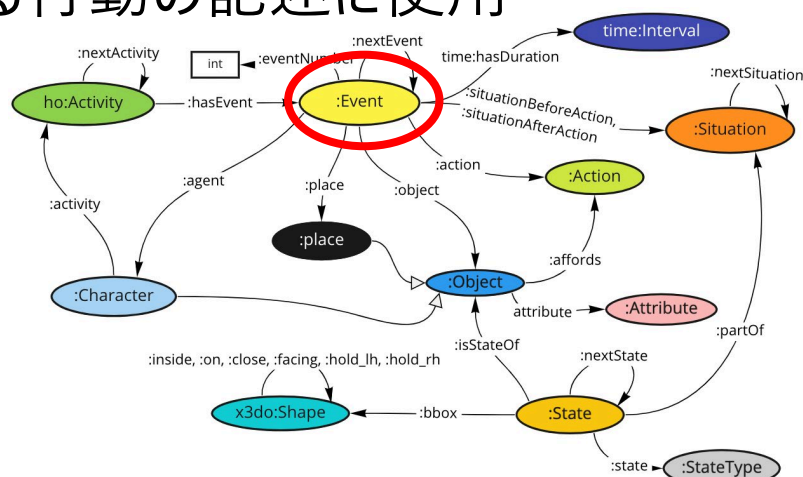 る行動の記述に使用
:nextEvent
:nextActivity
int
:eventNumber
time:hasDuration
time:Interval
:nextSituation
ho:Activity
:hasEvent
:Event
:situationBeforeAction,
:situationAfterAction
:Situation
:action
:Action
:agent
:place
:object
:activity
:place
:affords
:Character
:Object
attribute
:Attribute
:partOf
:isStateOf
:nextState
:inside, :on, :close, :facing, :hold_lh, :hold_rh
x3do:Shape
:bbox
:State
:state
:StateType